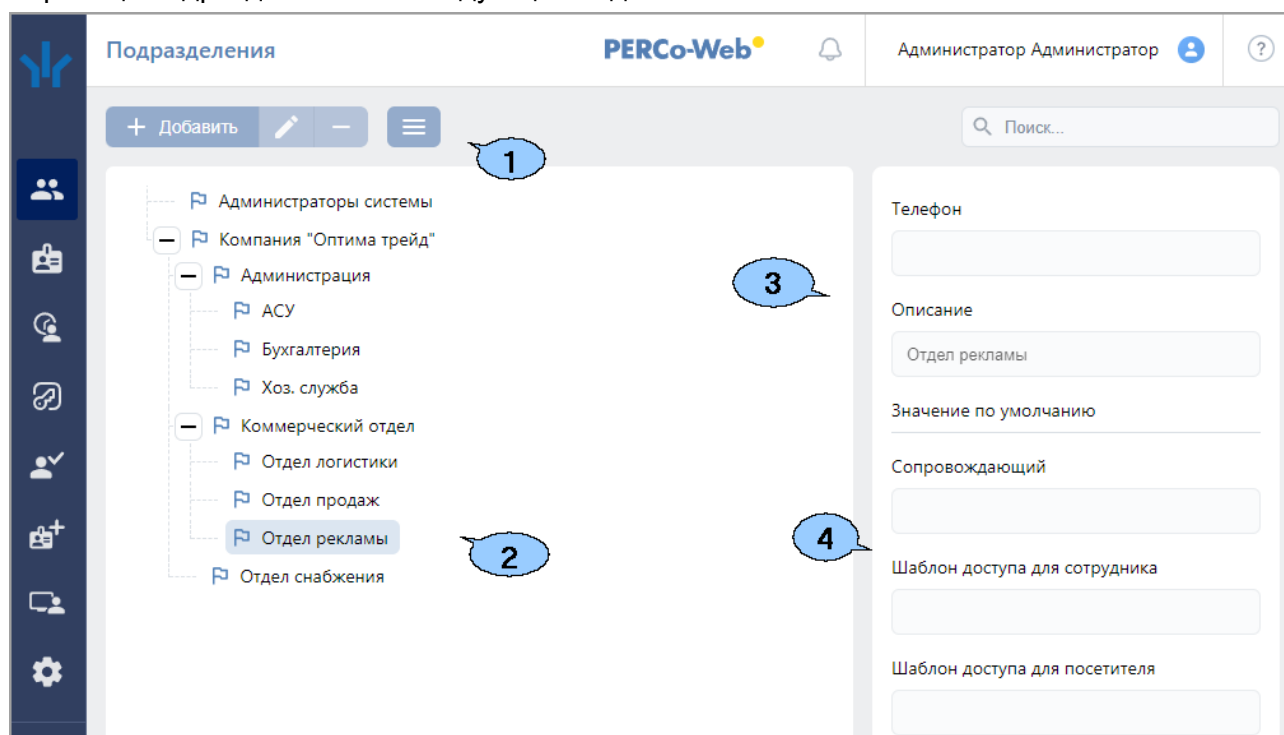 Подразделения
PERCo-Web
Администратор Администратор
?
+ Добавить
Поиск...
1
Администраторы системы
Компания "Оптима трейд"
Администрация
АСУ
Бухгалтерия
Хоз. служба
Коммерческий отдел
Отдел логистики
Отдел продаж
Отдел рекламы
Отдел снабжения
2
3
4
Телефон
Описание
Отдел рекламы
Значение по умолчанию
Сопровождающий
Шаблон доступа для сотрудника
Шаблон доступа для посетителя